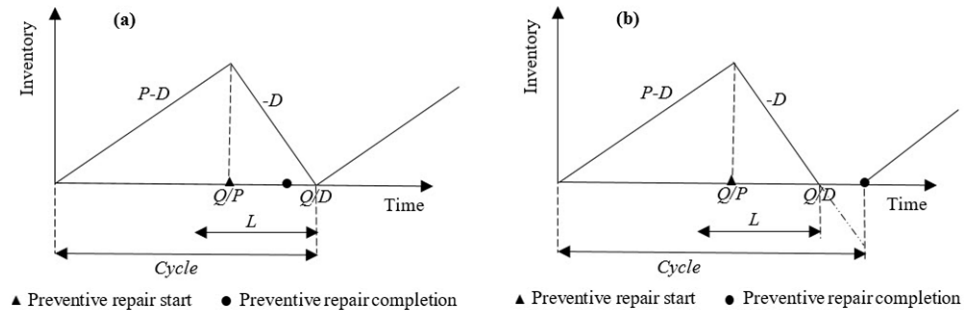 (a)
Inventory
P-D
-D
Q/P
Q/D
Time
L
Cycle
▲ Preventive repair start ● Preventive repair completion
(b)
Inventory
P-D
-D
Q/P
Q/D
Time
L
Cycle
▲ Preventive repair start ● Preventive repair completion